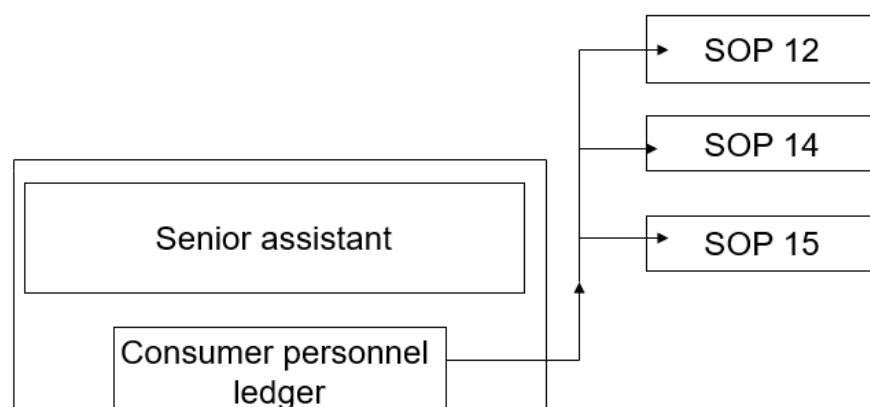 SOP 12
SOP 14
SOP 15
Senior assistant
Consumer personnel
ledger